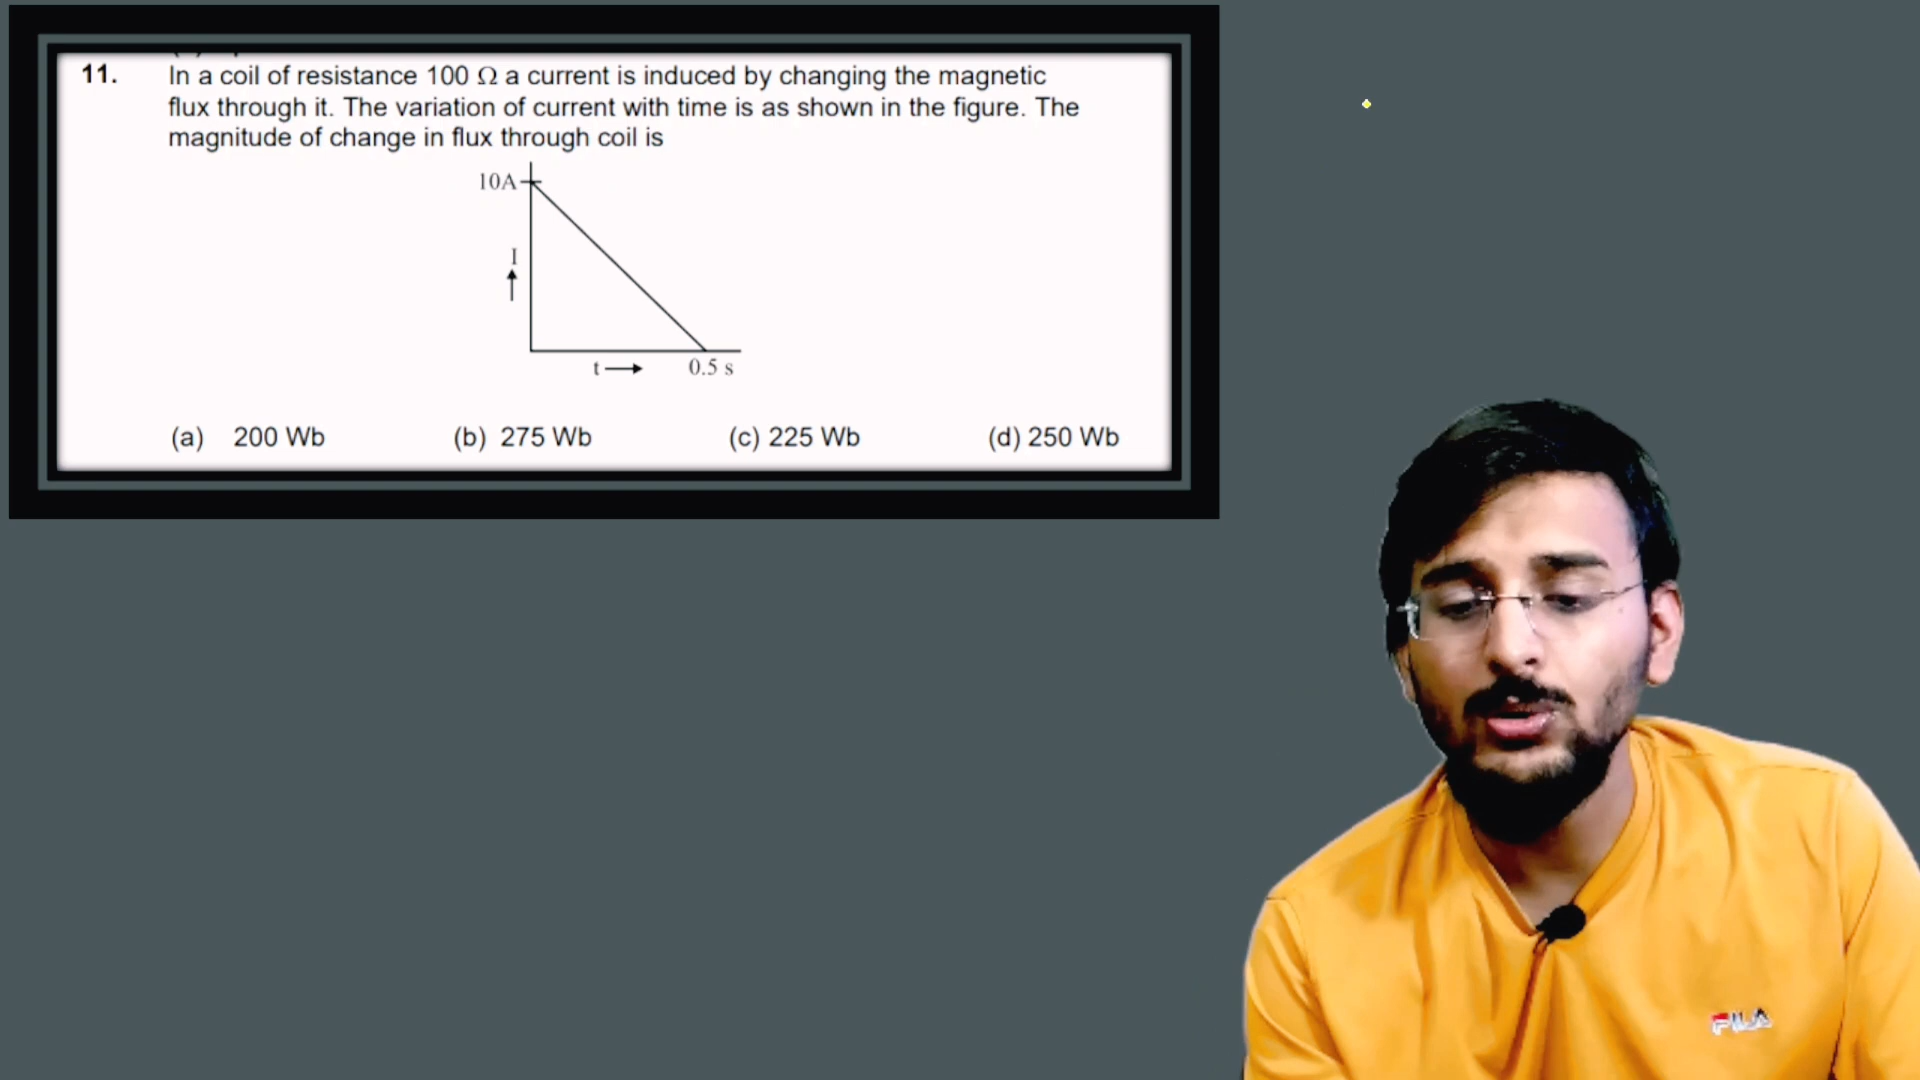 11. In a coil of resistance 100 Ω a current is induced by changing the magnetic
flux through it. The variation of current with time is as shown in the figure. The
magnitude of change in flux through coil is
10A
I
t
0.5 s
(a) 200 Wb (b) 275 Wb (c) 225 Wb (d) 250 Wb
FILA